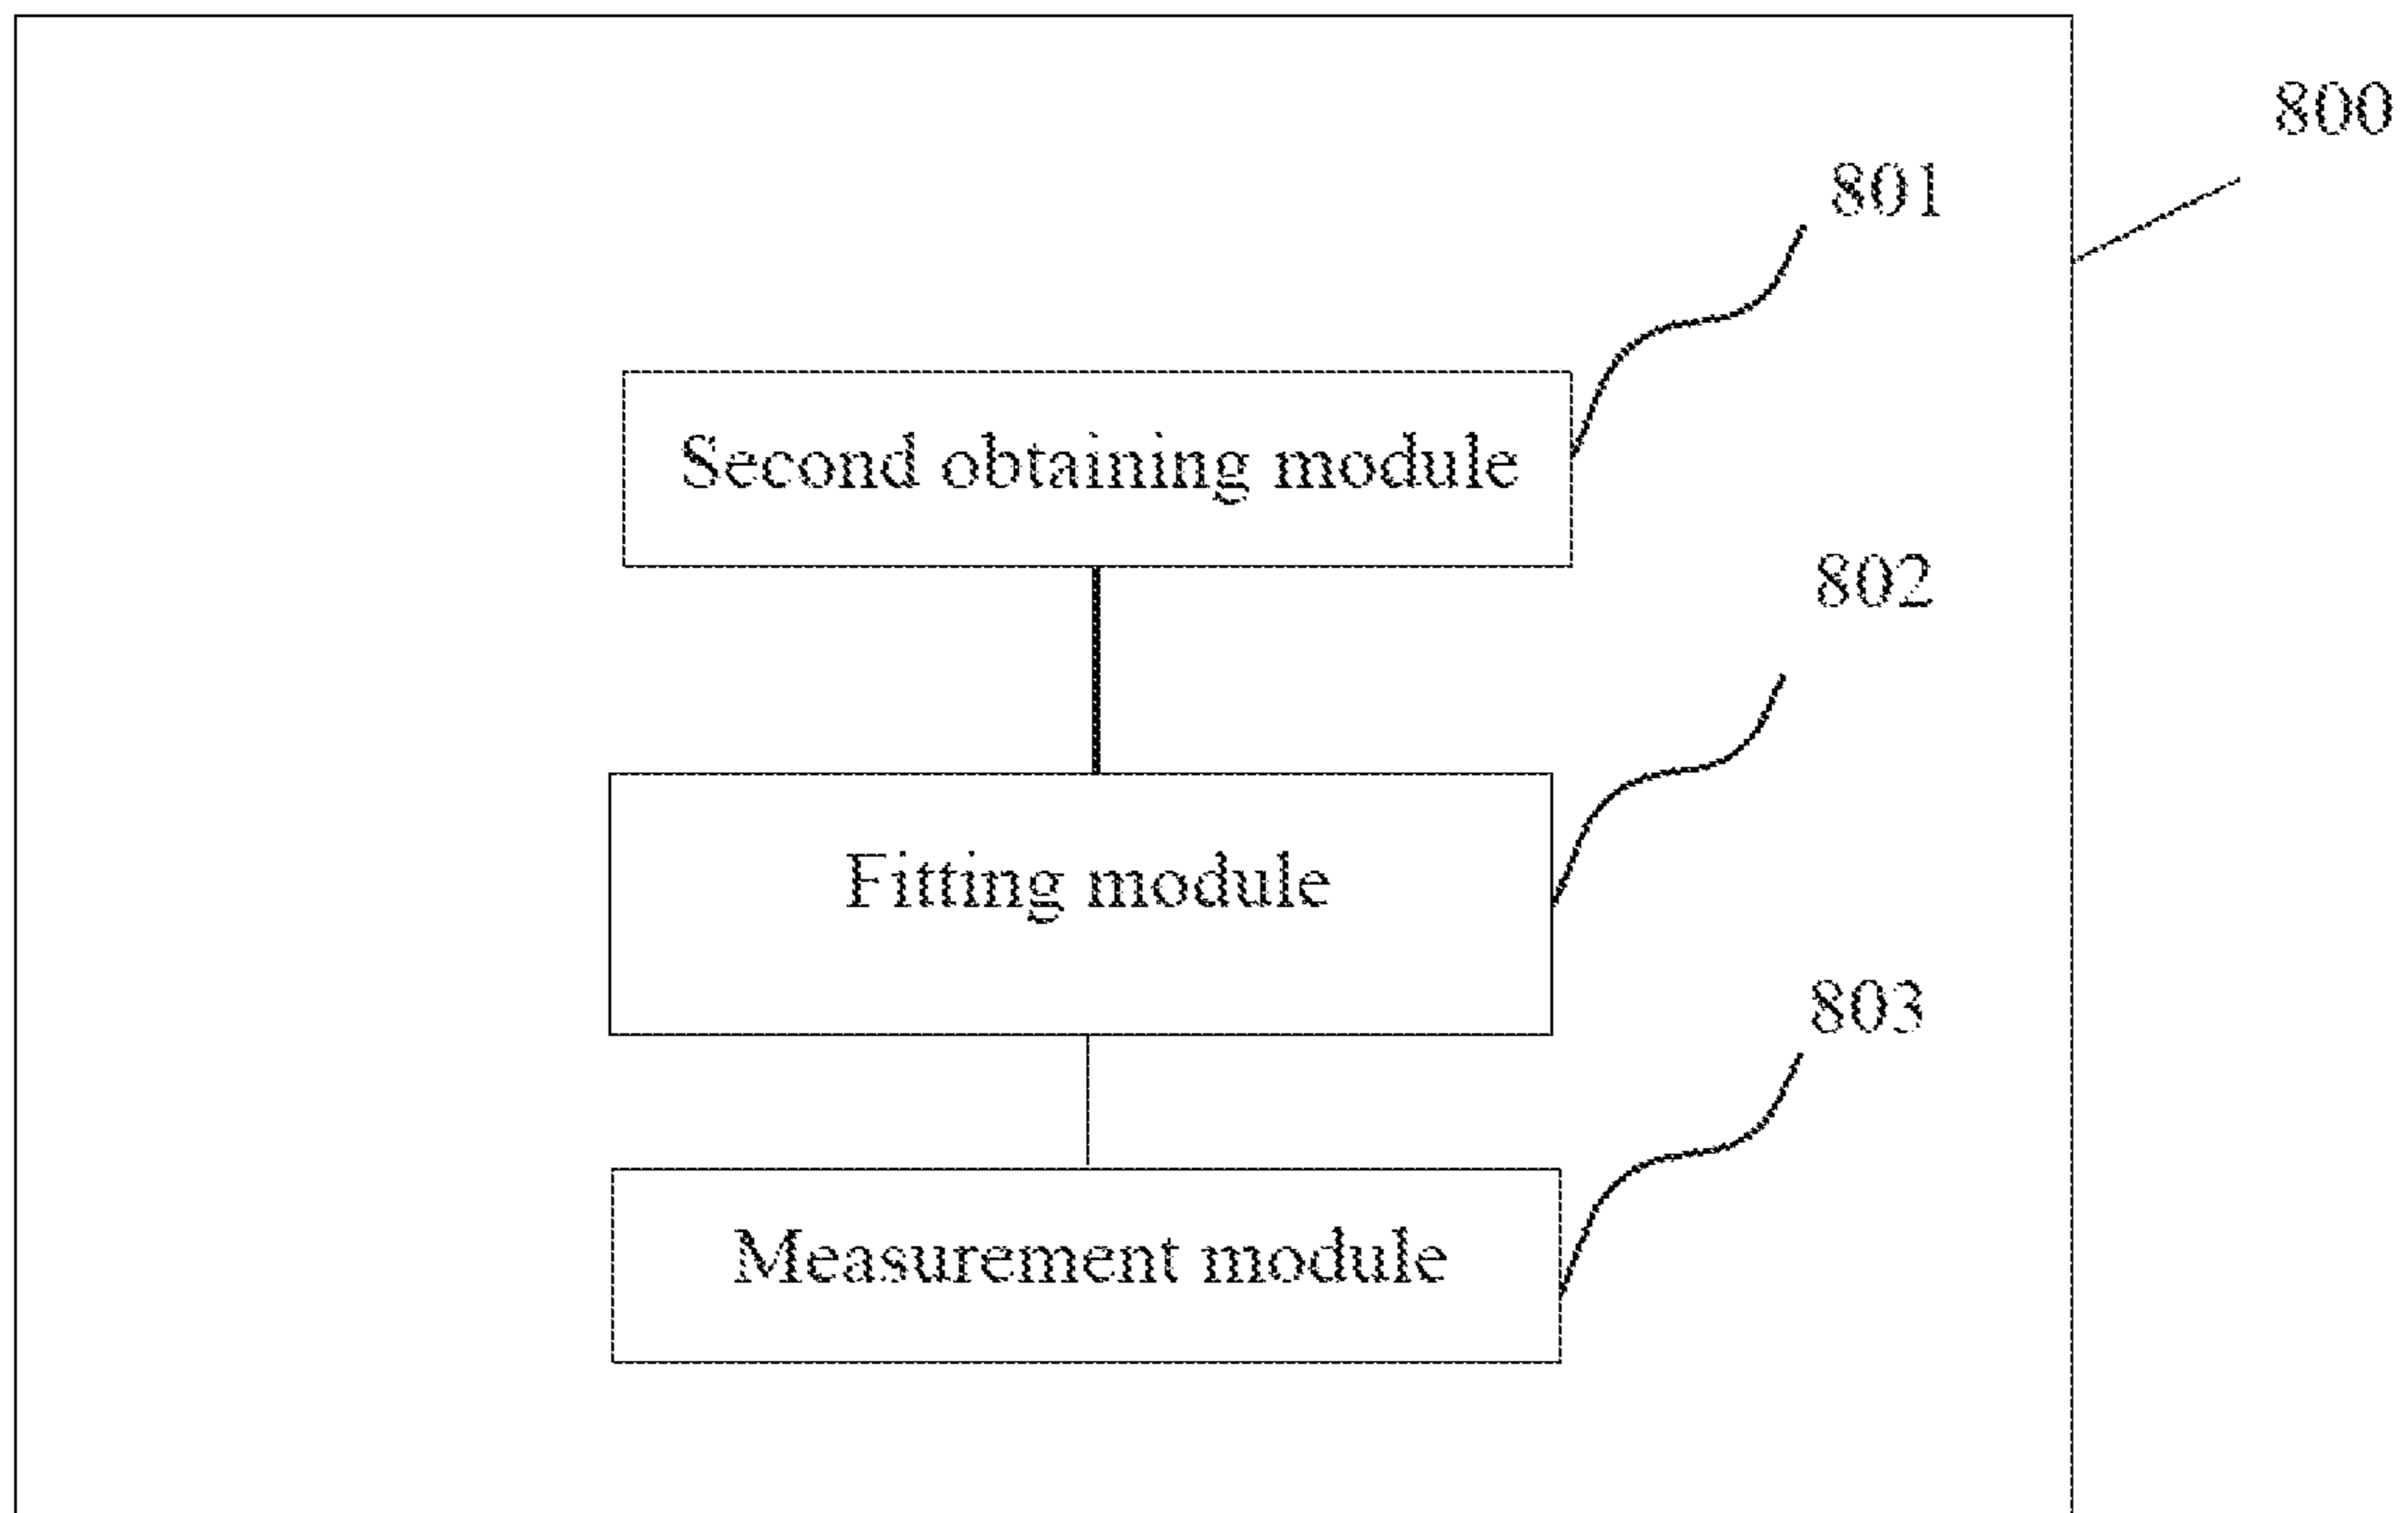 800
801
Second obtaining module
802
Fitting module
803
Measurement module